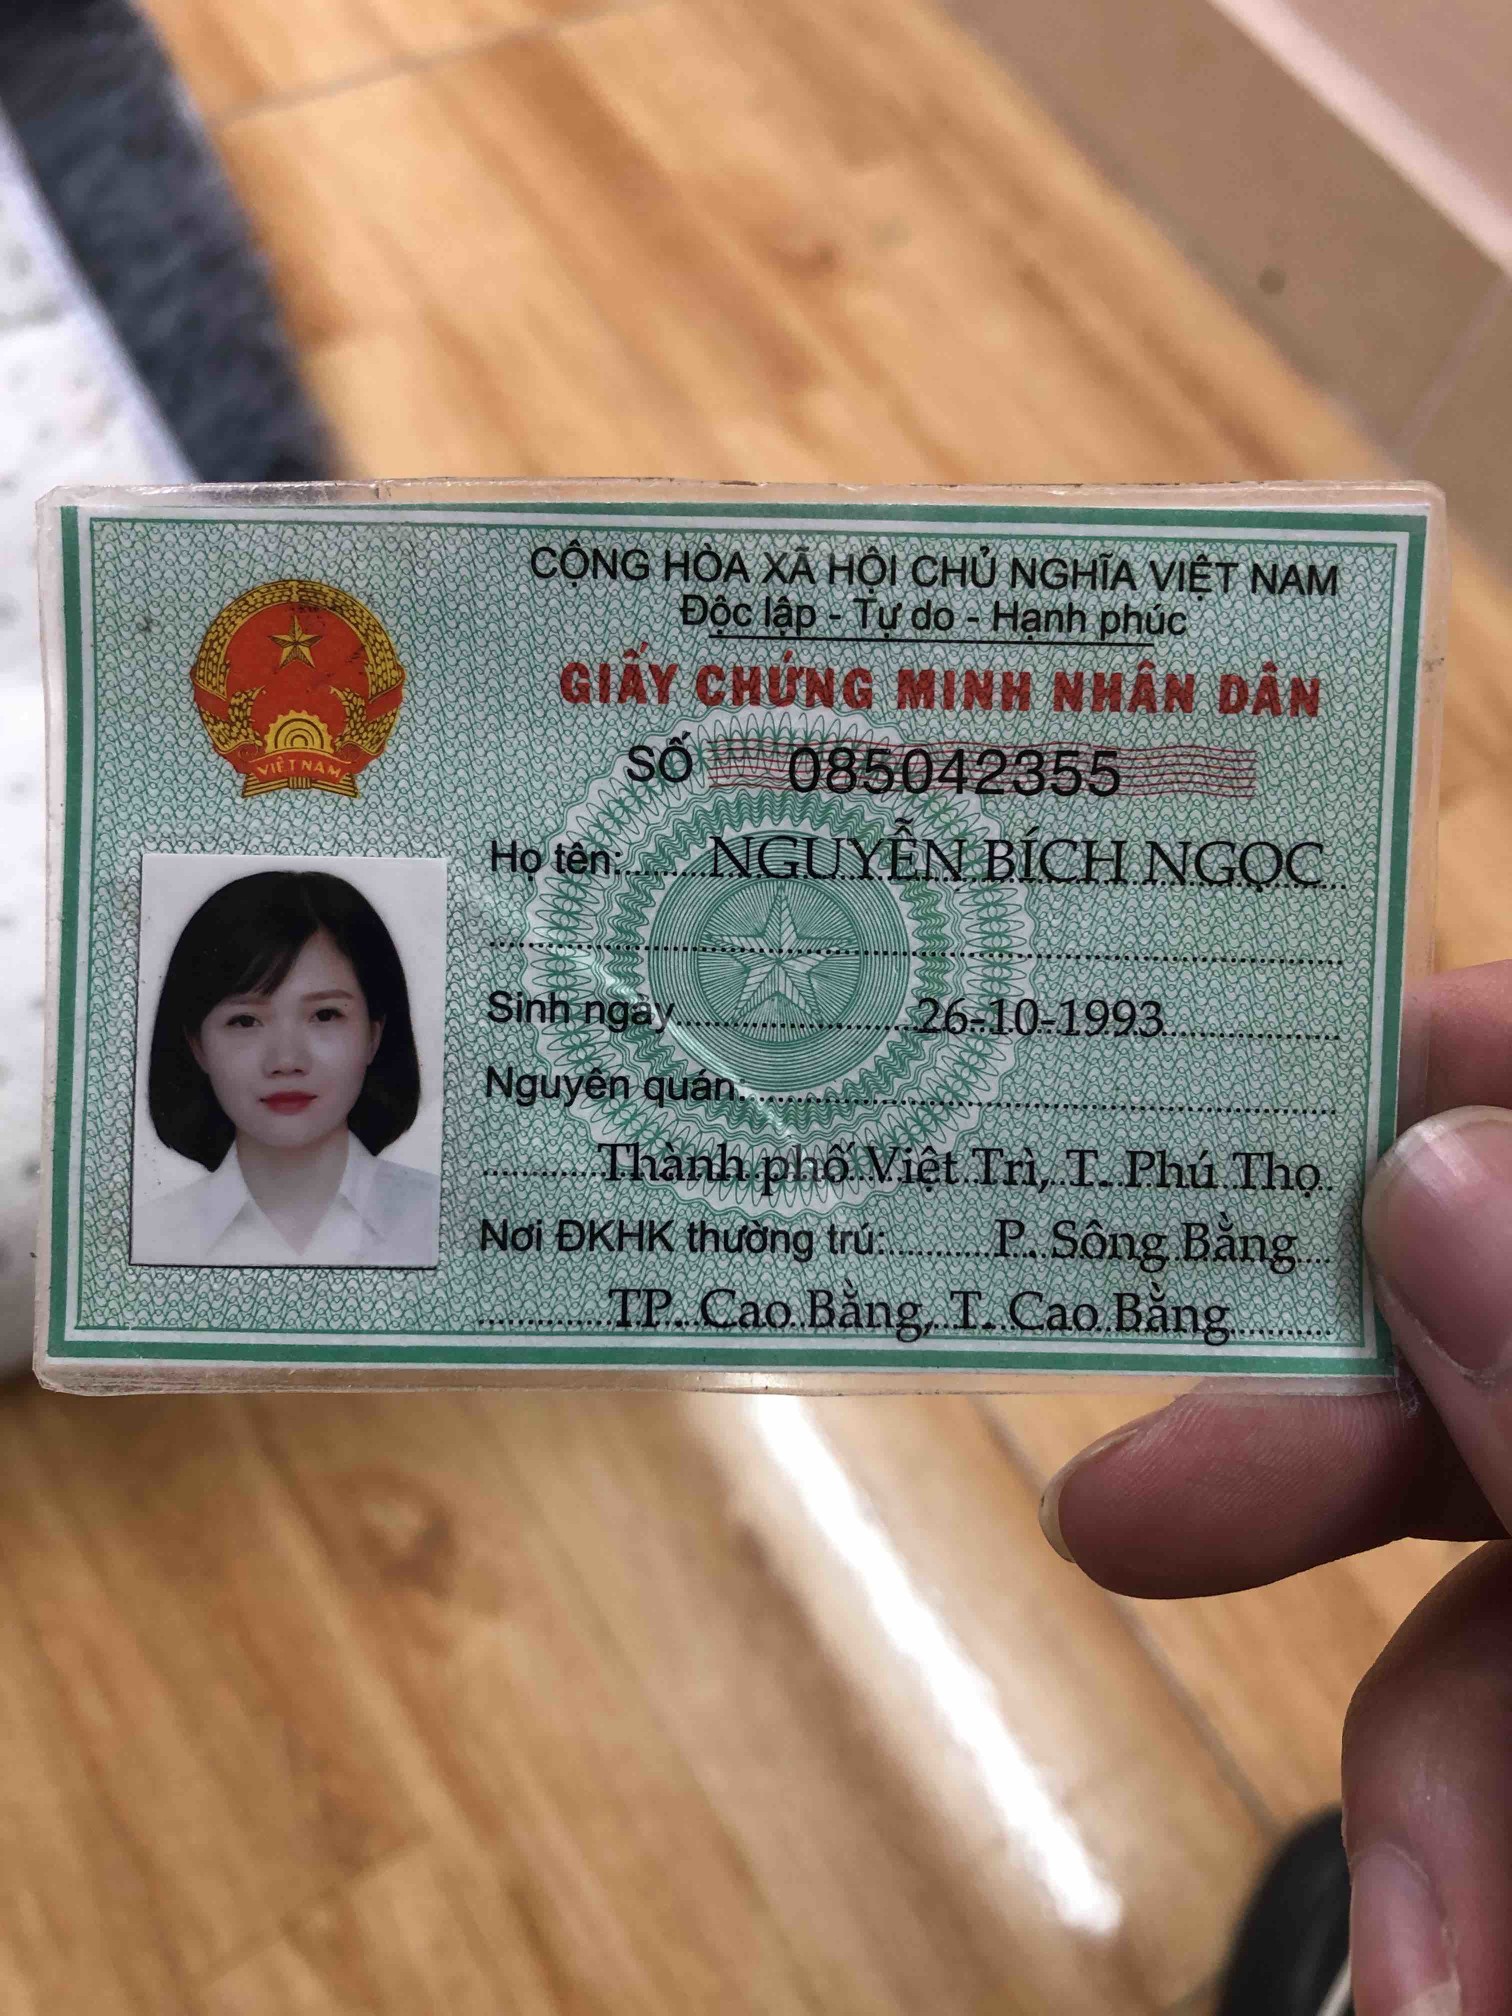 CỘNG HÒA XÃ HỘI CHỦ NGHĨA VIỆT NAM
Độc lập - Tự do - Hạnh phúc
GIẤY CHỨNG MINH NHÂN DÂN
SỐ 085042355
VIỆT NAM
Họ tên: NGUYỄN BÍCH NGỌC
Sinh ngày 26-10-1993
Nguyên quán:
Thành phố Việt Trì, T. Phú Thọ
Nơi ĐKHK thường trú: P. Sông Bằng
TP. Cao Bằng, T. Cao Bằng